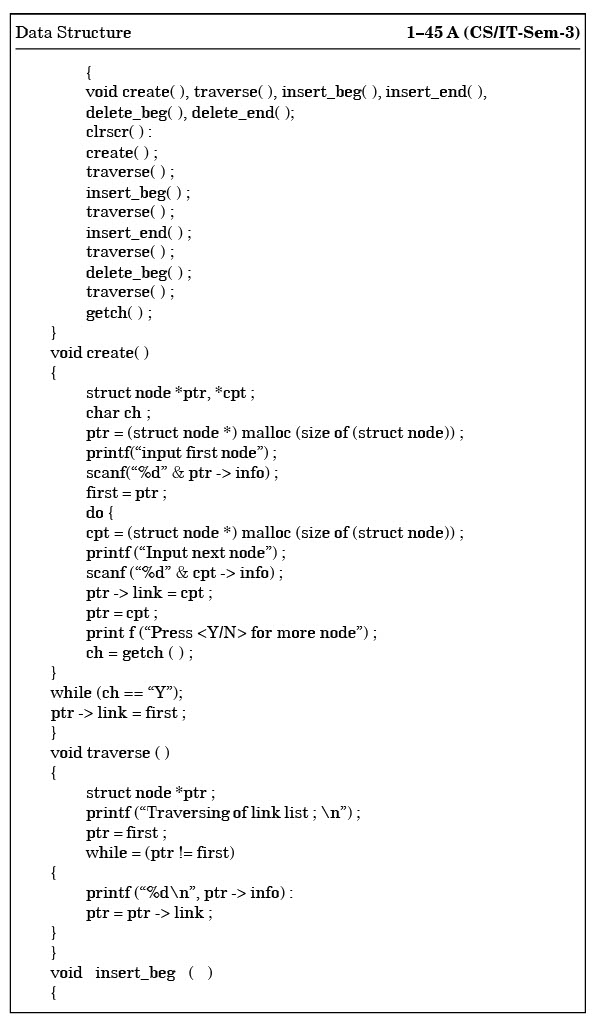 Data Structure 1–45 A (CS/IT-Sem-3)
{
void create( ), traverse( ), insert_beg( ), insert_end( ),
delete_beg( ), delete_end( );
clrscr( ) :
create( ) ;
traverse( ) ;
insert_beg( ) ;
traverse( ) ;
insert_end( ) ;
traverse( ) ;
delete_beg( ) ;
traverse( ) ;
getch( ) ;
}
void create( )
{
struct node *ptr, *cpt ;
char ch ;
ptr = (struct node *) malloc (size of (struct node)) ;
printf(“input first node”) ;
scanf(“%d” & ptr -> info) ;
first = ptr ;
do {
cpt = (struct node *) malloc (size of (struct node)) ;
printf (“Input next node”) ;
scanf (“%d” & cpt -> info) ;
ptr -> link = cpt ;
ptr = cpt ;
print f (“Press <Y/N> for more node”) ;
ch = getch ( ) ;
}
while (ch == “Y”);
ptr -> link = first ;
}
void traverse ( )
{
struct node *ptr ;
printf (“Traversing of link list ; \n”) ;
ptr = first ;
while = (ptr != first)
{
printf (“%d\n”, ptr -> info) :
ptr = ptr -> link ;
}
}
void insert_beg ( )
{